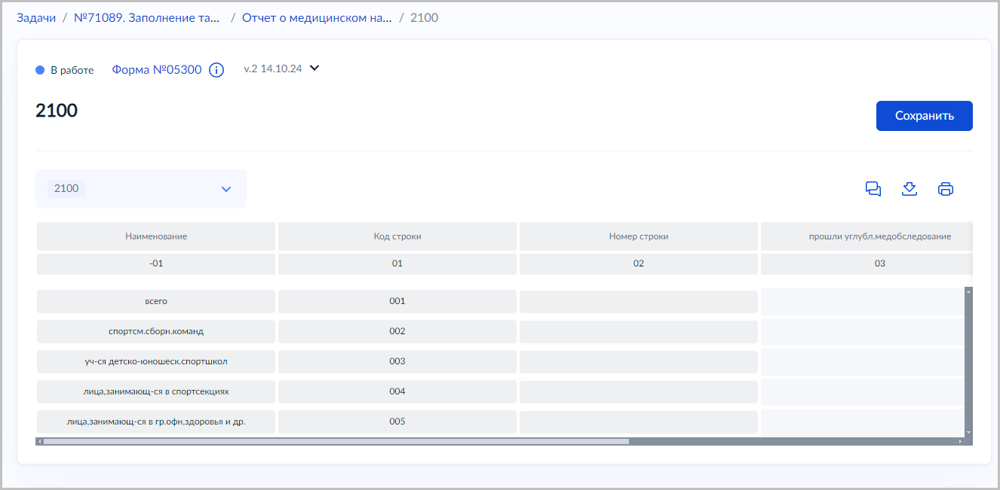 Задачи / №71089. Заполнение та... / Отчет о медицинском на... / 2100
В работе Форма №05300 v.2 14.10.24
2100
Сохранить
2100
Наименование Код строки Номер строки прошли углубл.медобследование
-01 01 02 03
всего 001
спортсм.сборн.команд 002
уч-ся детско-юношеск.спортшкол 003
лица,занимающ-ся в спортсекциях 004
лица,занимающ-ся в гр.офн,здоровья и др. 005